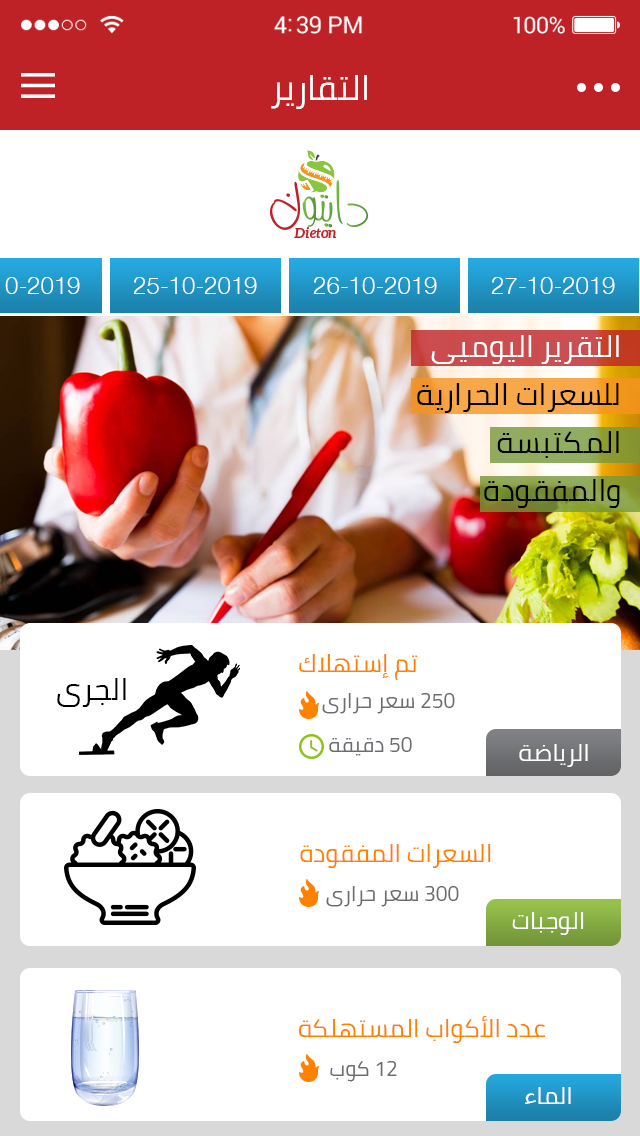 4:39 PM
100%
التقارير
دايتون
Dieton
0-2019
25-10-2019
26-10-2019
27-10-2019
التقرير اليوميى
للسعرات الحرارية
المكتبسة
والمفقودة
الجرى
تم إستهلاك
250 سعر حرارى
50 دقيقة
الرياضة
السعرات المفقودة
300 سعر حرارى
الوجبات
عدد الأكواب المستهلكة
12 كوب
الماء